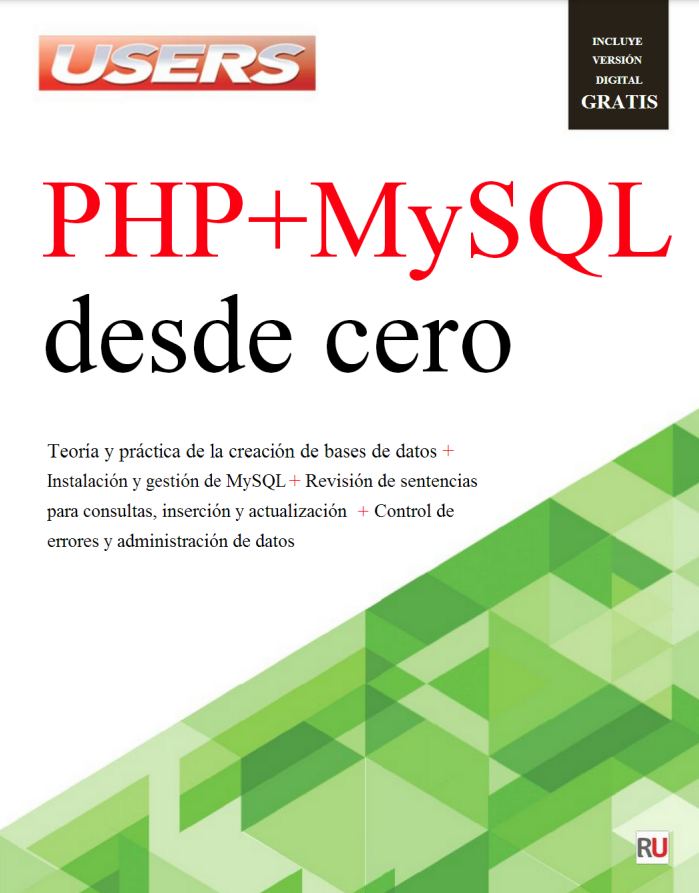 USERS
INCLUYE
VERSIÓN
DIGITAL
GRATIS
PHP+MySQL
desde cero
Teoría y práctica de la creación de bases de datos +
Instalación y gestión de MySQL + Revisión de sentencias
para consultas, inserción y actualización + Control de
errores y administración de datos
RU